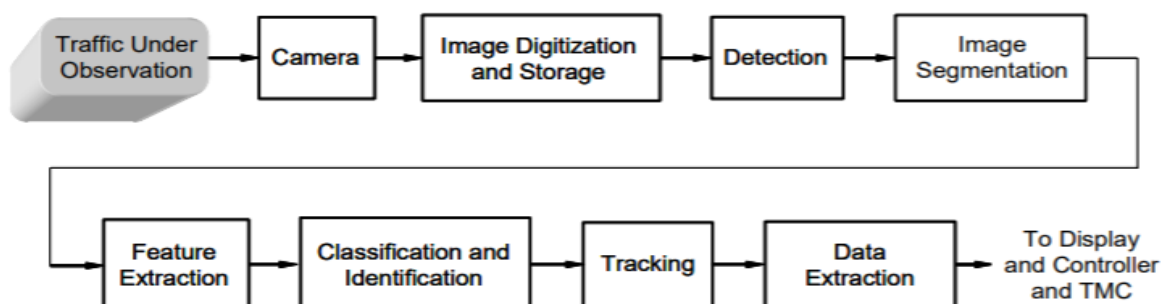 Traffic Under
Observation
Camera
Image Digitization
and Storage
Detection
Image
Segmentation
Feature
Extraction
Classification and
Identification
Tracking
Data
Extraction
To Display
and Controller
and TMC